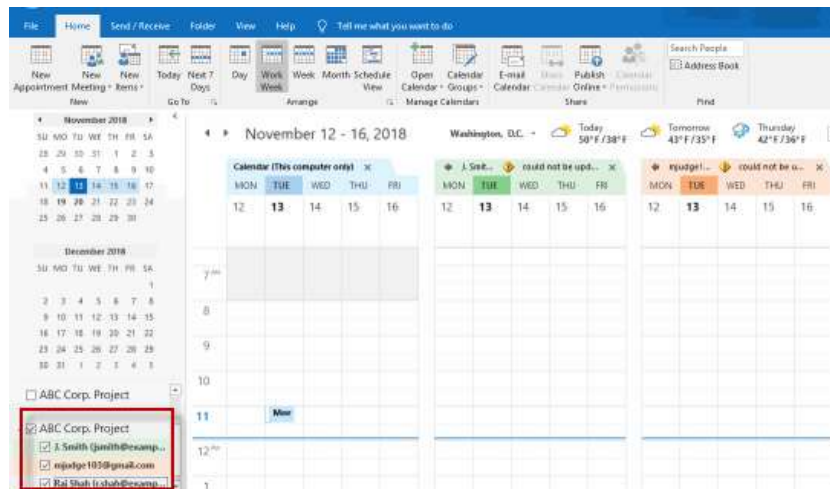 File Home Send / Receive Folder View Help Tell me what you want to do
New Appointment New Meeting New Items Today Next 7 Days Day Work Week Week Month Schedule View Open Calendar Calendar Groups E-mail Calendar Share Calendar Publish Online Calendar Permissions Search People
Address Book
New Go To Arrange Manage Calendars Share Find
November 2018
SU MO TU WE TH FR SA
28 29 30 31 1 2 3
4 5 6 7 8 9 10
11 12 13 14 15 16 17
18 19 20 21 22 23 24
25 26 27 28 29 30
December 2018
SU MO TU WE TH FR SA
1
2 3 4 5 6 7 8
9 10 11 12 13 14 15
16 17 18 19 20 21 22
23 24 25 26 27 28 29
30 31 1 2 3 4 5
ABC Corp. Project
ABC Corp. Project
J. Smith (jsmith@examp...
mjudge103@gmail.com
Raj Shah (r.shah@examp...
November 12 - 16, 2018
Washington, D.C. Today 50°F/38°F Tomorrow 43°F/35°F Thursday 42°F/36°F
Calendar (This computer only) J. Smit... could not be upd... mjudge1... could not be u...
MON TUE WED THU FRI MON TUE WED THU FRI MON TUE WED THU FRI
12 13 14 15 16 12 13 14 15 16 12 13 14 15 16
7 AM
8
9
10
11
12 PM
1